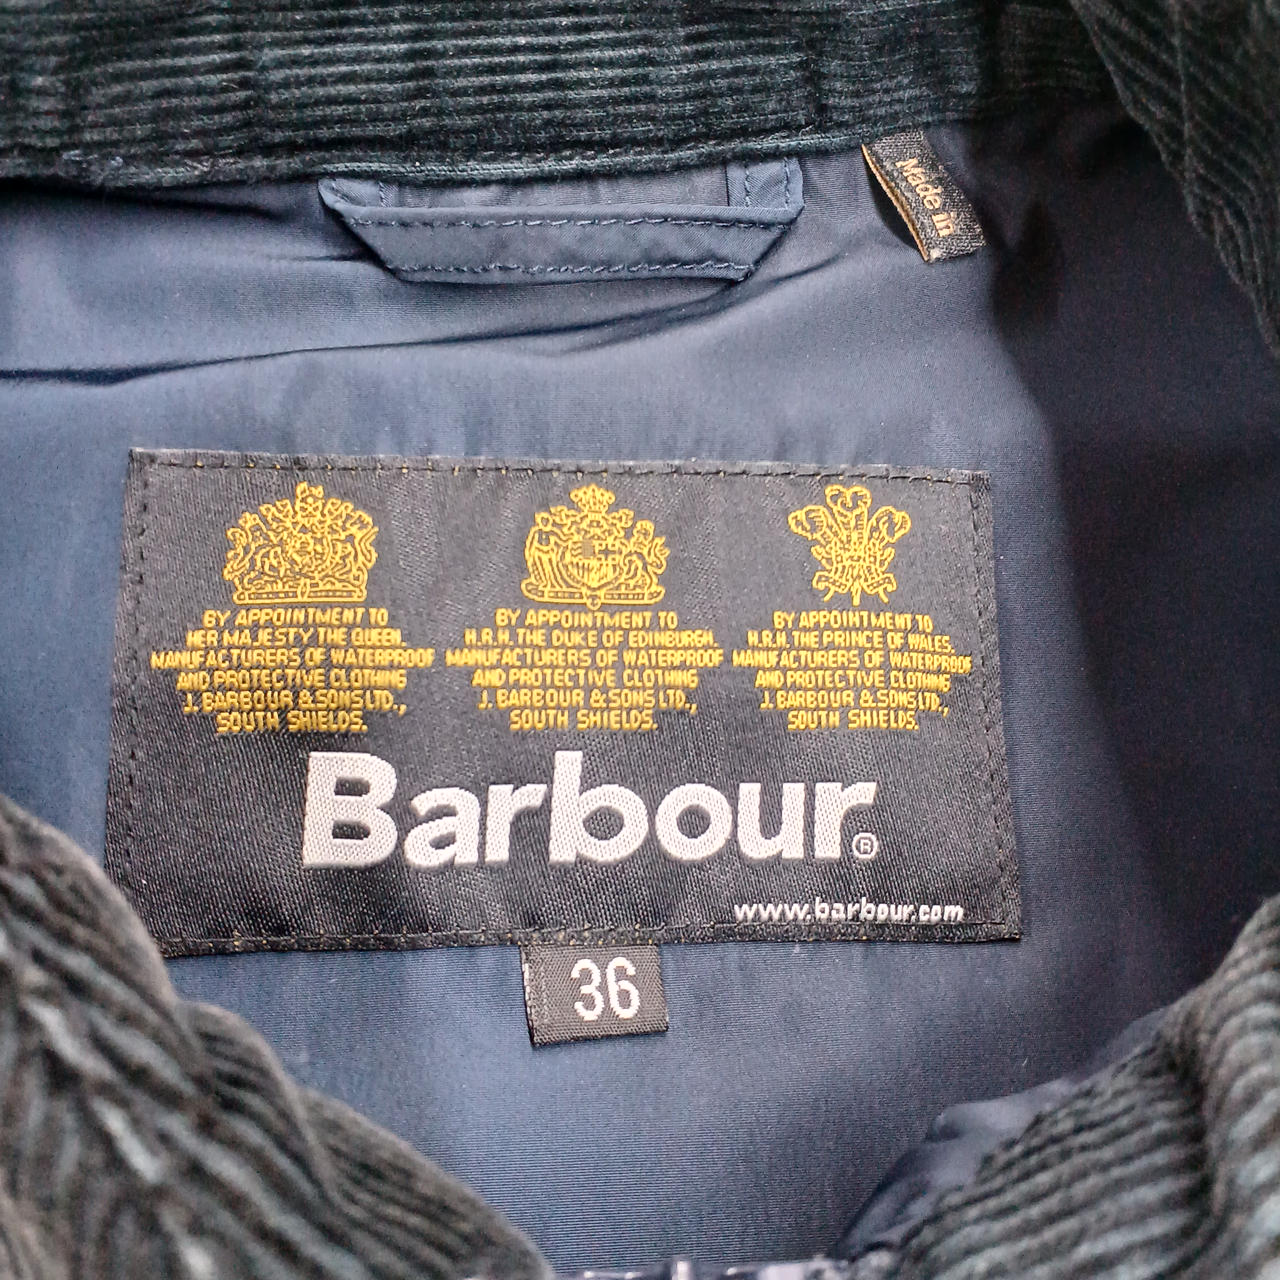 Made in
BY APPOINTMENT TO
HER MAJESTY THE QUEEN.
MANUFACTURERS OF WATERPROOF
AND PROTECTIVE CLOTHING
J. BARBOUR & SONS LTD.,
SOUTH SHIELDS.
BY APPOINTMENT TO
H.R.H. THE DUKE OF EDINBURGH.
MANUFACTURERS OF WATERPROOF
AND PROTECTIVE CLOTHING
J. BARBOUR & SONS LTD.,
SOUTH SHIELDS.
BY APPOINTMENT TO
H.R.H. THE PRINCE OF WALES.
MANUFACTURERS OF WATERPROOF
AND PROTECTIVE CLOTHING
J. BARBOUR & SONS LTD.,
SOUTH SHIELDS.
Barbour®
www.barbour.com
36